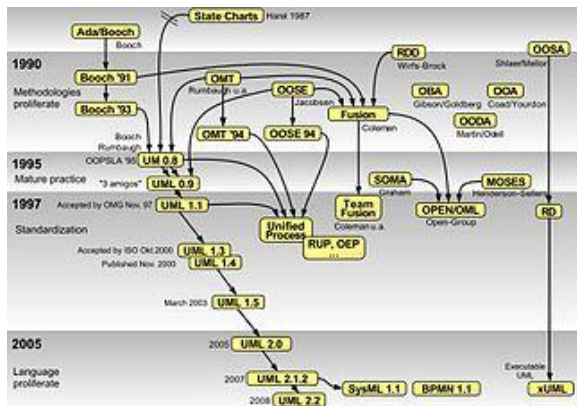 State Charts
Harel 1987
Ada/Booch
Booch
RDD
Wirfs-Brock
OOSA
Shlaer/Mellor
1990
Methodologies
proliferate
Booch '91
OMT
Rumbaugh u.a.
OOSE
Jacobsen
OBA
Gibson/Goldberg
OOA
Coad/Yourdon
Booch '93
Fusion
Coleman
OODA
Martin/Odell
Booch
Rumbaugh
OMT '94
OOSE 94
1995
Mature practice
OOPSLA '95
UM 0.8
"3 amigos"
UML 0.9
SOMA
Graham
MOSES
Henderson-Sellers
1997
Standardization
Accepted by OMG Nov. 97
UML 1.1
Team
Fusion
Coleman u.a.
OPEN/OML
Open-Group
RD
Unified
Process
RUP, OEP
...
Accepted by ISO Okt.2000
UML 1.3
Published Nov. 2000
UML 1.4
March 2003
UML 1.5
2005
Language
proliferate
2005
UML 2.0
Executable
UML
2007
UML 2.1.2
SysML 1.1
BPMN 1.1
xUML
2008
UML 2.2